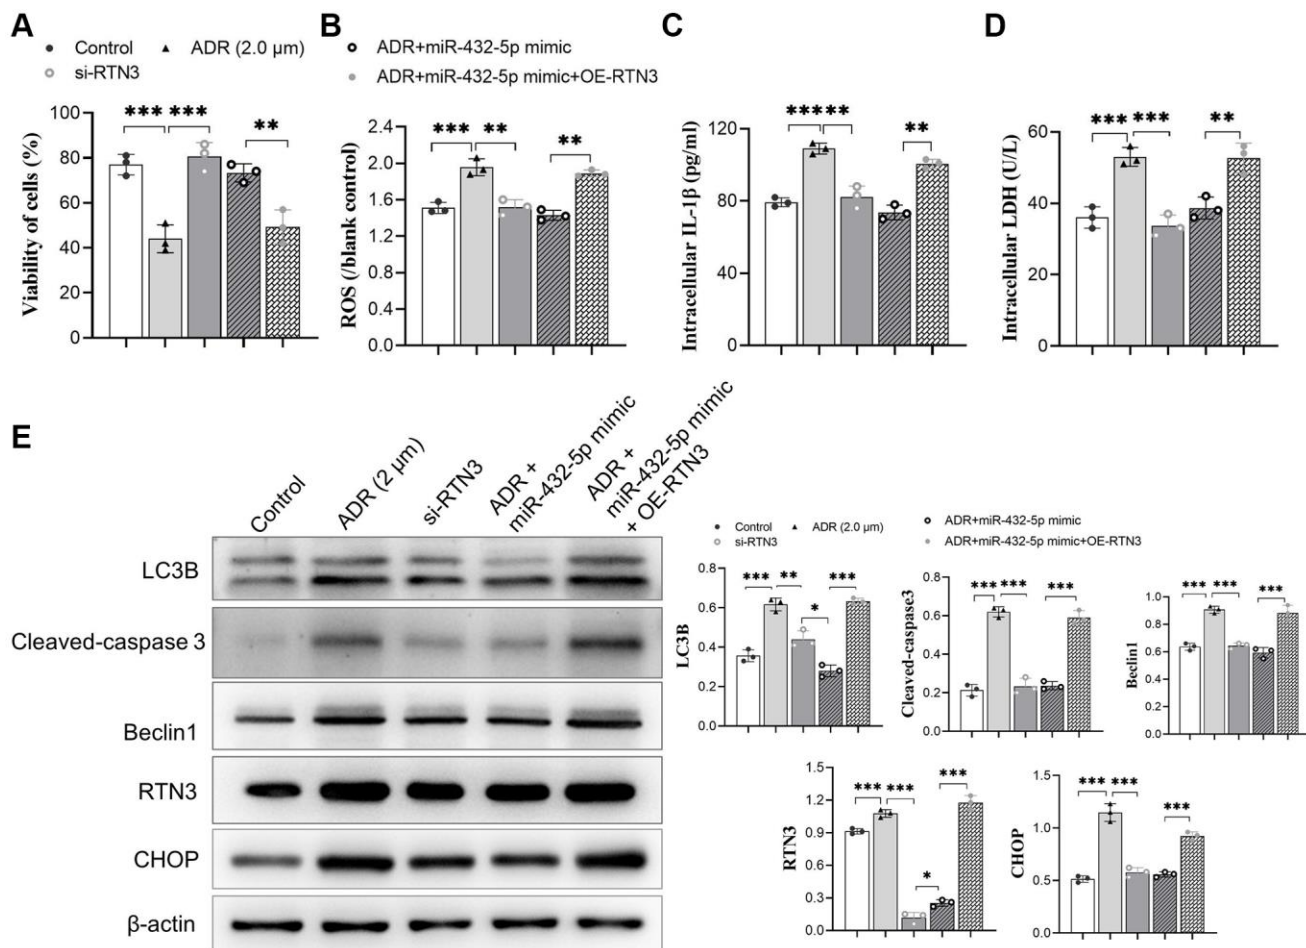 A
● Control ▲ ADR (2.0 μm)
○ si-RTN3
*** ***
**
Viability of cells (%)
100
80
60
40
20
0
B
○ ADR+miR-432-5p mimic
● ADR+miR-432-5p mimic+OE-RTN3
*** **
**
ROS (/blank control)
2.4
2.0
1.6
1.2
0.8
0.4
0.0
C
*** **
**
Intracellular IL-1β (pg/ml)
120
80
40
0
D
*** ***
**
Intracellular LDH (U/L)
60
40
20
0
E
Control
ADR (2 μm)
si-RTN3
ADR +
miR-432-5p mimic
ADR +
miR-432-5p mimic
+ OE-RTN3
LC3B
Cleaved-caspase 3
Beclin1
RTN3
CHOP
β-actin
● Control ▲ ADR (2.0 μm)
○ si-RTN3
○ ADR+miR-432-5p mimic
● ADR+miR-432-5p mimic+OE-RTN3
*** ** ***
*
LC3B
0.8
0.6
0.4
0.2
0.0
*** *** ***
Cleaved-caspase3
0.8
0.6
0.4
0.2
0.0
*** *** ***
Beclin1
1.0
0.8
0.6
0.4
0.2
0.0
*** *** ***
*
RTN3
1.5
1.2
0.9
0.6
0.3
0.0
*** *** ***
CHOP
1.5
1.0
0.5
0.0